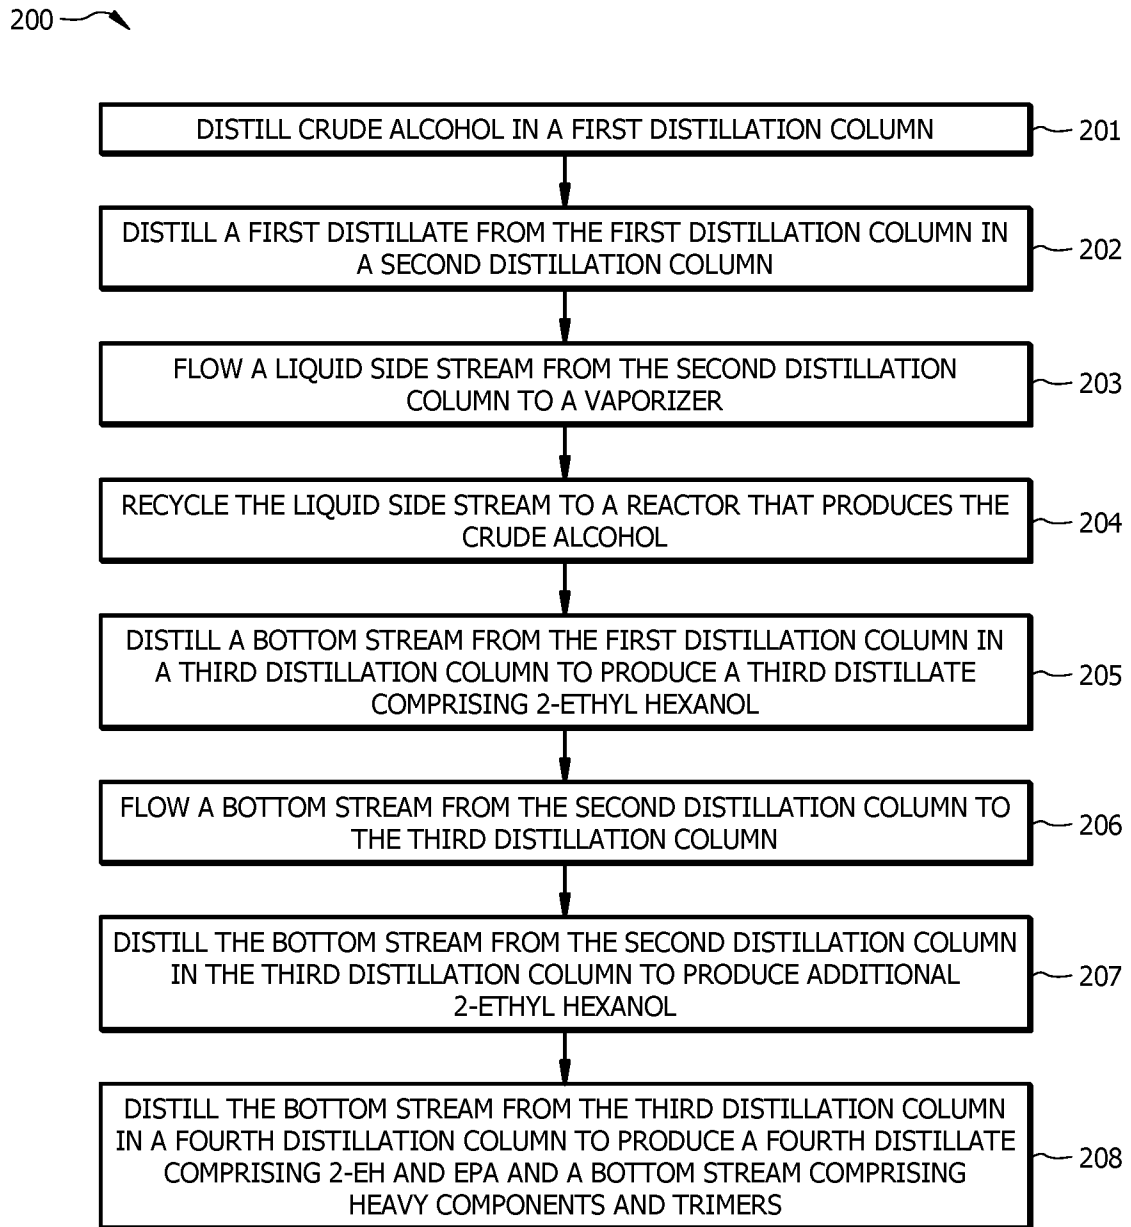 200
DISTILL CRUDE ALCOHOL IN A FIRST DISTILLATION COLUMN
201
DISTILL A FIRST DISTILLATE FROM THE FIRST DISTILLATION COLUMN IN
A SECOND DISTILLATION COLUMN
202
FLOW A LIQUID SIDE STREAM FROM THE SECOND DISTILLATION
COLUMN TO A VAPORIZER
203
RECYCLE THE LIQUID SIDE STREAM TO A REACTOR THAT PRODUCES THE
CRUDE ALCOHOL
204
DISTILL A BOTTOM STREAM FROM THE FIRST DISTILLATION COLUMN IN
A THIRD DISTILLATION COLUMN TO PRODUCE A THIRD DISTILLATE
COMPRISING 2-ETHYL HEXANOL
205
FLOW A BOTTOM STREAM FROM THE SECOND DISTILLATION COLUMN TO
THE THIRD DISTILLATION COLUMN
206
DISTILL THE BOTTOM STREAM FROM THE SECOND DISTILLATION COLUMN
IN THE THIRD DISTILLATION COLUMN TO PRODUCE ADDITIONAL
2-ETHYL HEXANOL
207
DISTILL THE BOTTOM STREAM FROM THE THIRD DISTILLATION COLUMN
IN A FOURTH DISTILLATION COLUMN TO PRODUCE A FOURTH DISTILLATE
COMPRISING 2-EH AND EPA AND A BOTTOM STREAM COMPRISING
HEAVY COMPONENTS AND TRIMERS
208